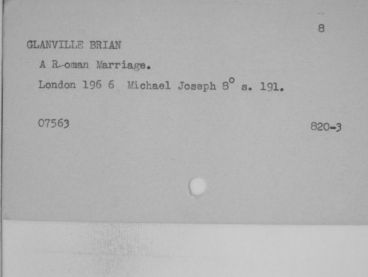 8
GLANVILLE BRIAN
A R-oman Marriage.
London 196 6 Michael Joseph 8° s. 191.
07563
820-3